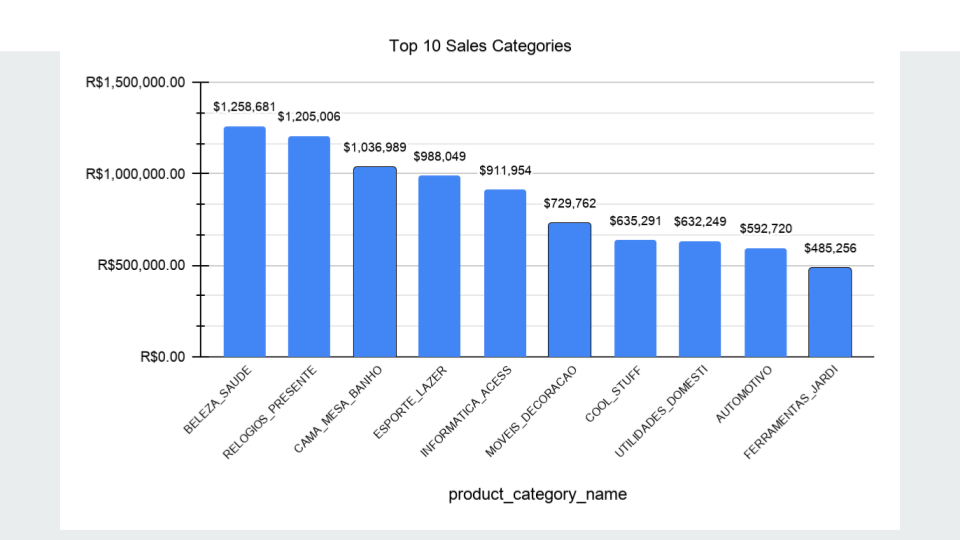 Top 10 Sales Categories
R$1,500,000.00
R$1,000,000.00
R$500,000.00
R$0.00
$1,258,681
$1,205,006
$1,036,989
$988,049
$911,954
$729,762
$635,291
$632,249
$592,720
$485,256
BELEZA_SAUDE
RELOGIOS_PRESENTE
CAMA_MESA_BANHO
ESPORTE_LAZER
INFORMATICA_ACESS
MOVEIS_DECORACAO
COOL_STUFF
UTILIDADES_DOMESTI
AUTOMOTIVO
FERRAMENTAS_JARDI
product_category_name